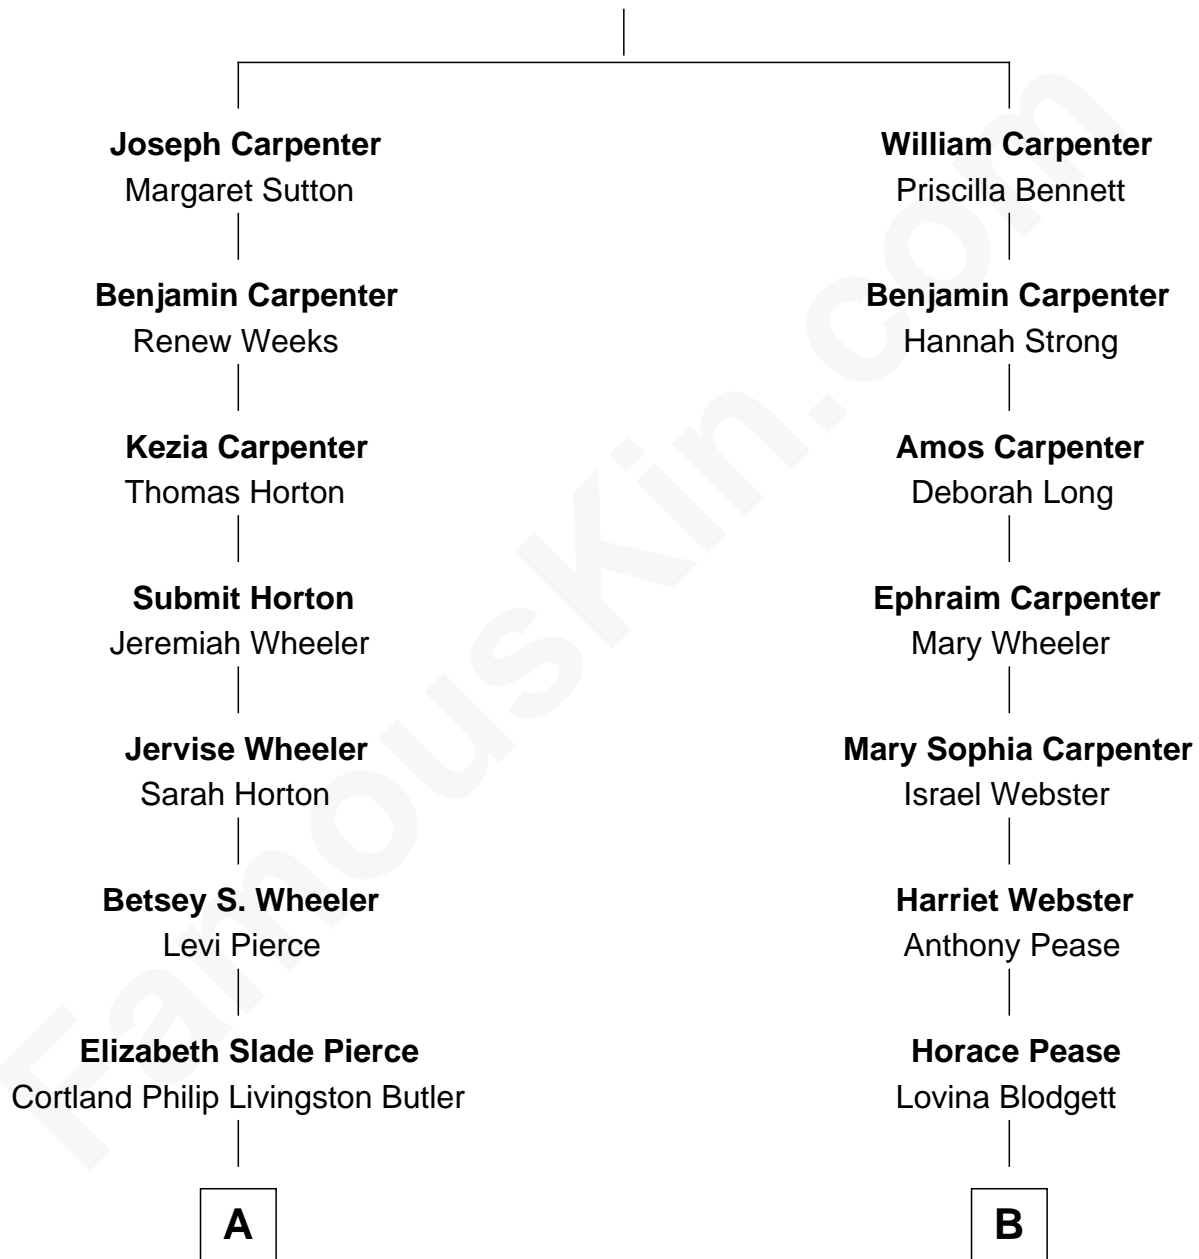 Joseph Carpenter
Margaret Sutton
Benjamin Carpenter
Renew Weeks
Kezia Carpenter
Thomas Horton
Submit Horton
Jeremiah Wheeler
Jervise Wheeler
Sarah Horton
Betsey S. Wheeler
Levi Pierce
Elizabeth Slade Pierce
Cortland Philip Livingston Butler
A
William Carpenter
Priscilla Bennett
Benjamin Carpenter
Hannah Strong
Amos Carpenter
Deborah Long
Ephraim Carpenter
Mary Wheeler
Mary Sophia Carpenter
Israel Webster
Harriet Webster
Anthony Pease
Horace Pease
Lovina Blodgett
B
FamousKin.com